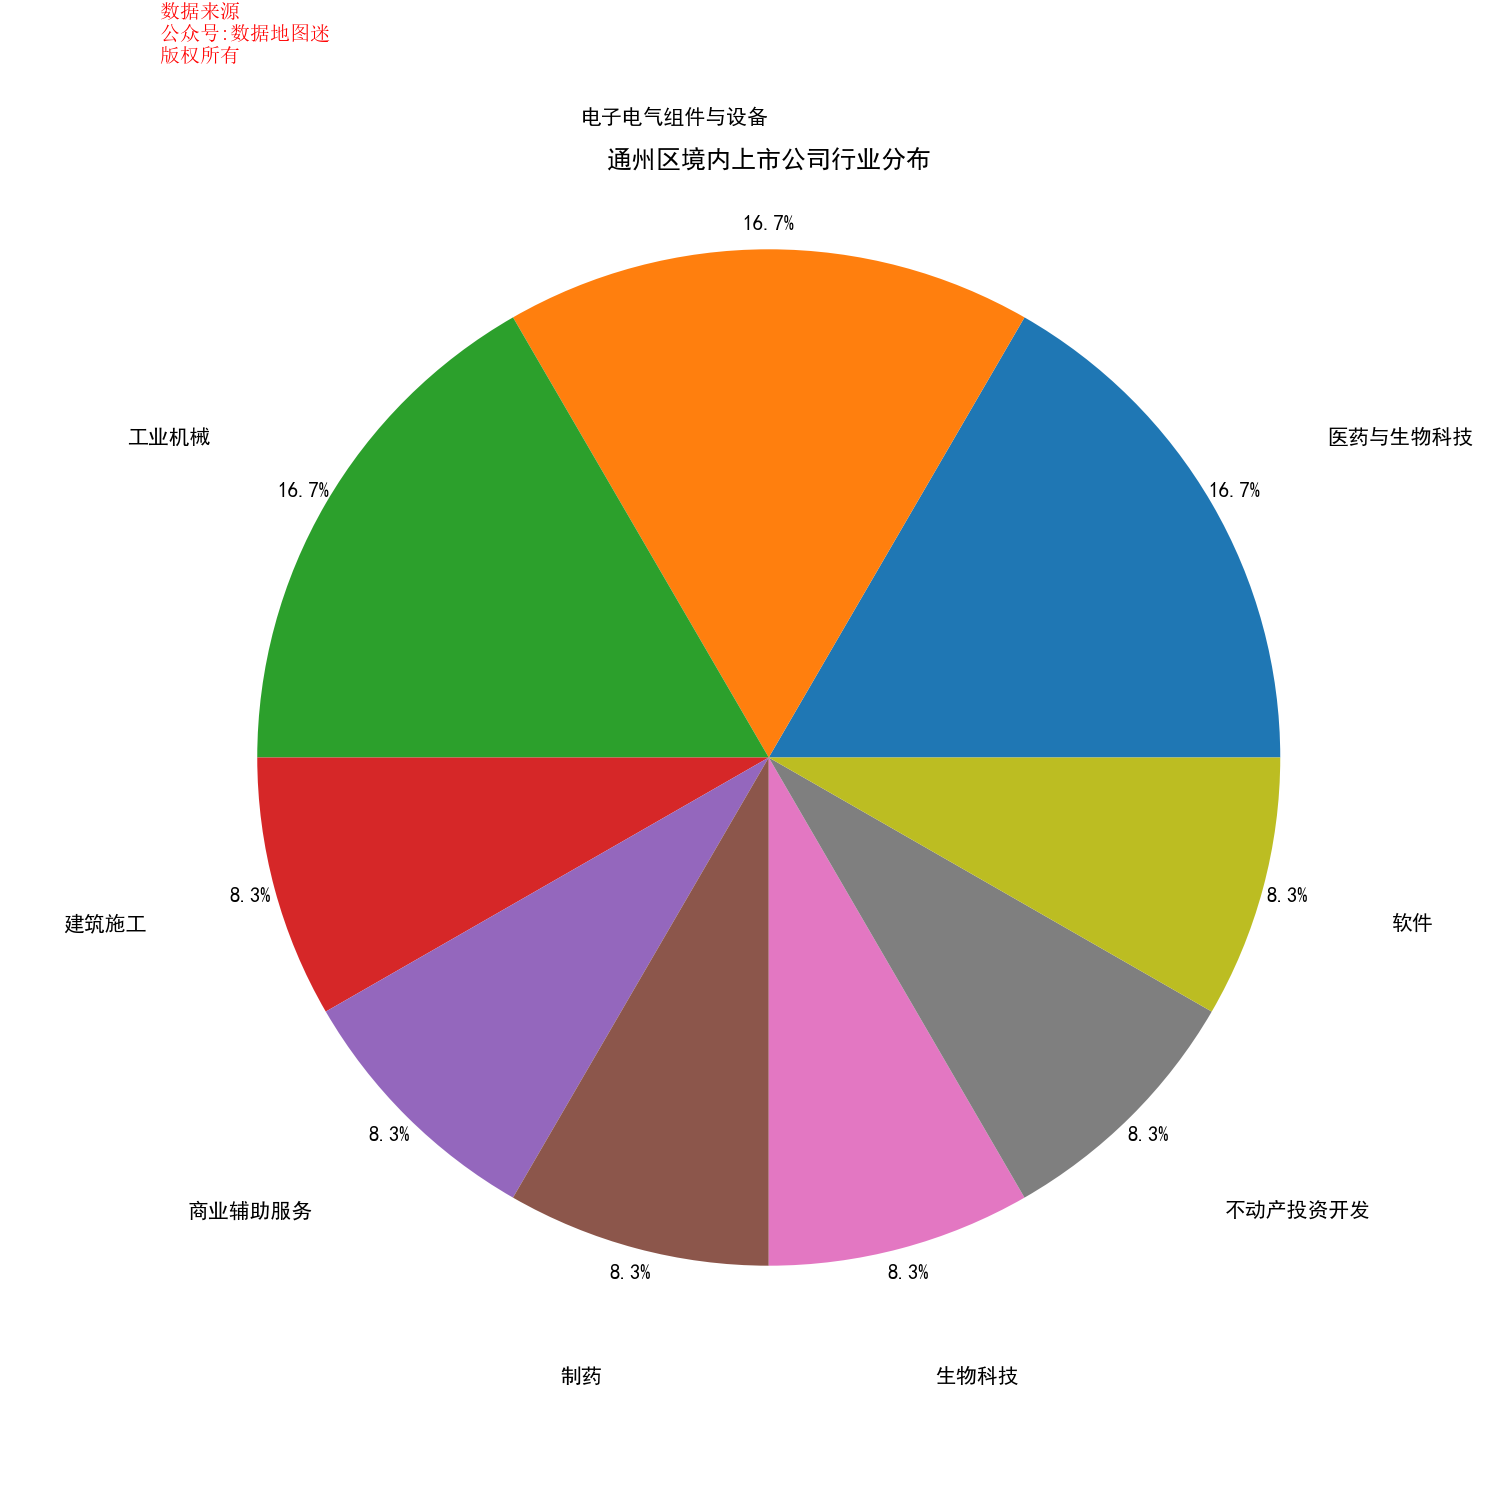 数据来源
公众号:数据地图迷
版权所有
电子电气组件与设备
通州区境内上市公司行业分布
16.7%
工业机械
医药与生物科技
16.7%
16.7%
8.3%
8.3%
建筑施工
软件
8.3%
8.3%
商业辅助服务
不动产投资开发
8.3%
8.3%
制药
生物科技